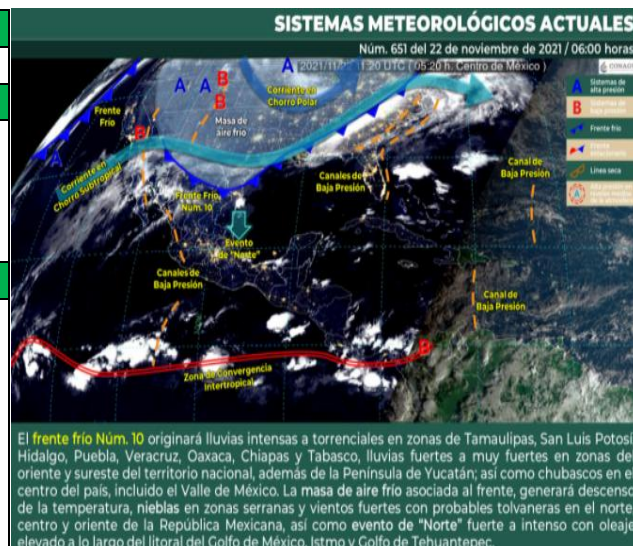 SISTEMAS METEOROLÓGICOS ACTUALES
Núm. 651 del 22 de noviembre de 2021 / 06:00 horas
1:20 UTC ( 05:20 h. Centro de México )
A
A
B
B
A
Corriente en
Chorro Polar
Frente
Frío
Masa de
aire frío
B
A
Corriente en
Chorro Subtropical
Frente Frío
Núm. 10
Canales de
Baja Presión
Canal de
Baja Presión
Evento
de "Norte"
Canales de
Baja Presión
Canal de
Baja Presión
B
Zona de Convergencia
Intertropical
A Sistemas de
alta presión
B Sistemas de
baja presión
Frente frío
Frente
estacionario
Línea seca
A
El frente frío Núm. 10 originará lluvias intensas a torrenciales en zonas de Tamaulipas, San Luis Potosí
Hidalgo, Puebla, Veracruz, Oaxaca, Chiapas y Tabasco, lluvias fuertes a muy fuertes en zonas de
oriente y sureste del territorio nacional, además de la Península de Yucatán; así como chubascos en e
centro del país, incluido el Valle de México. La masa de aire frío asociada al frente, generará descenso
de la temperatura, nieblas en zonas serranas y vientos fuertes con probables tolvaneras en el norte
centro y oriente de la República Mexicana, así como evento de "Norte" fuerte a intenso con oleaje
elevado a lo largo del litoral del Golfo de México, Istmo y Golfo de Tehuantepec.